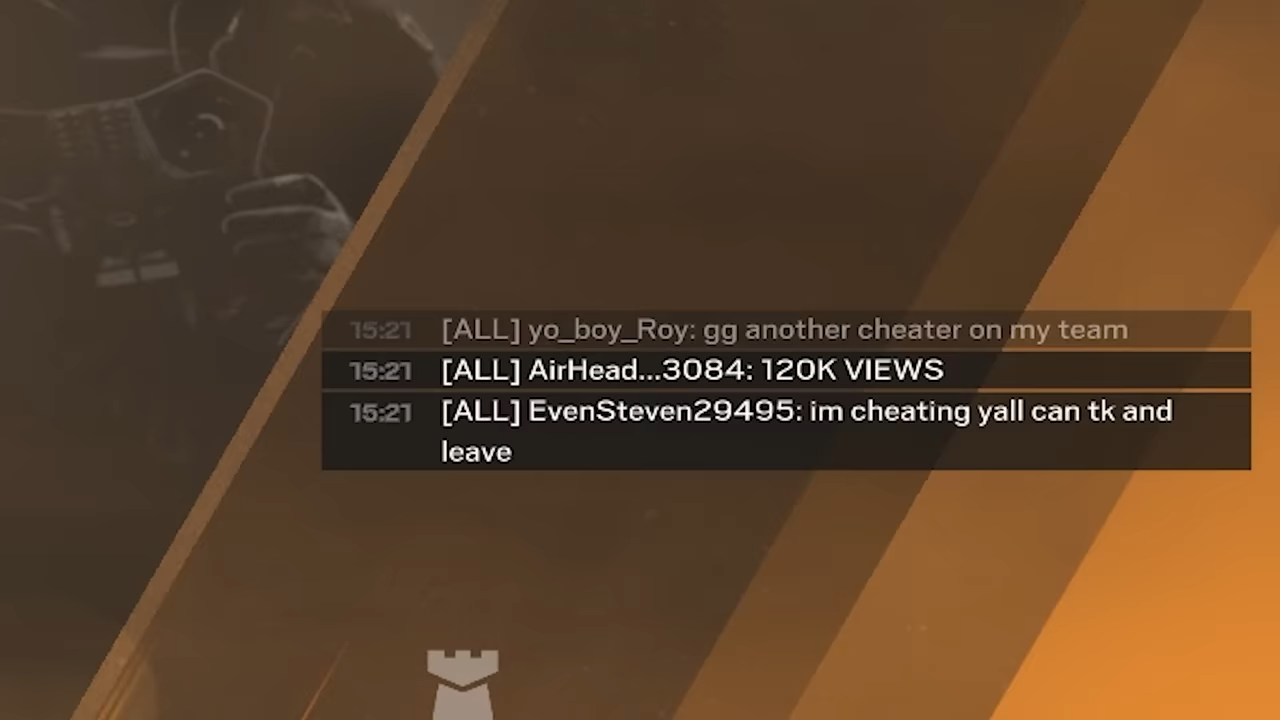 15:21 [ALL] yo_boy_Roy: gg another cheater on my team
15:21 [ALL] AirHead...3084: 120K VIEWS
15:21 [ALL] EvenSteven29495: im cheating yall can tk and
leave